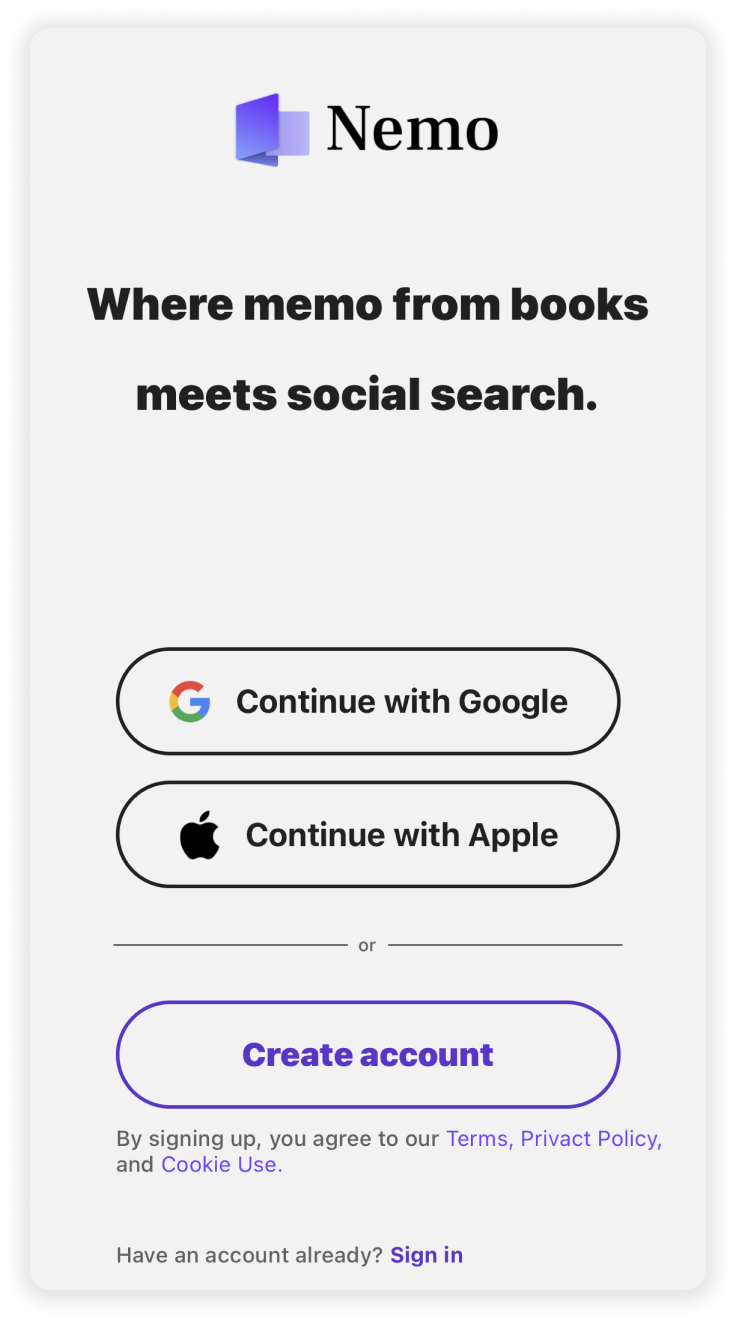 Nemo
Where memo from books
meets social search.
Continue with Google
Continue with Apple
or
Create account
By signing up, you agree to our Terms, Privact Policy,
and Cookie Use.
Have an account already? Sign in